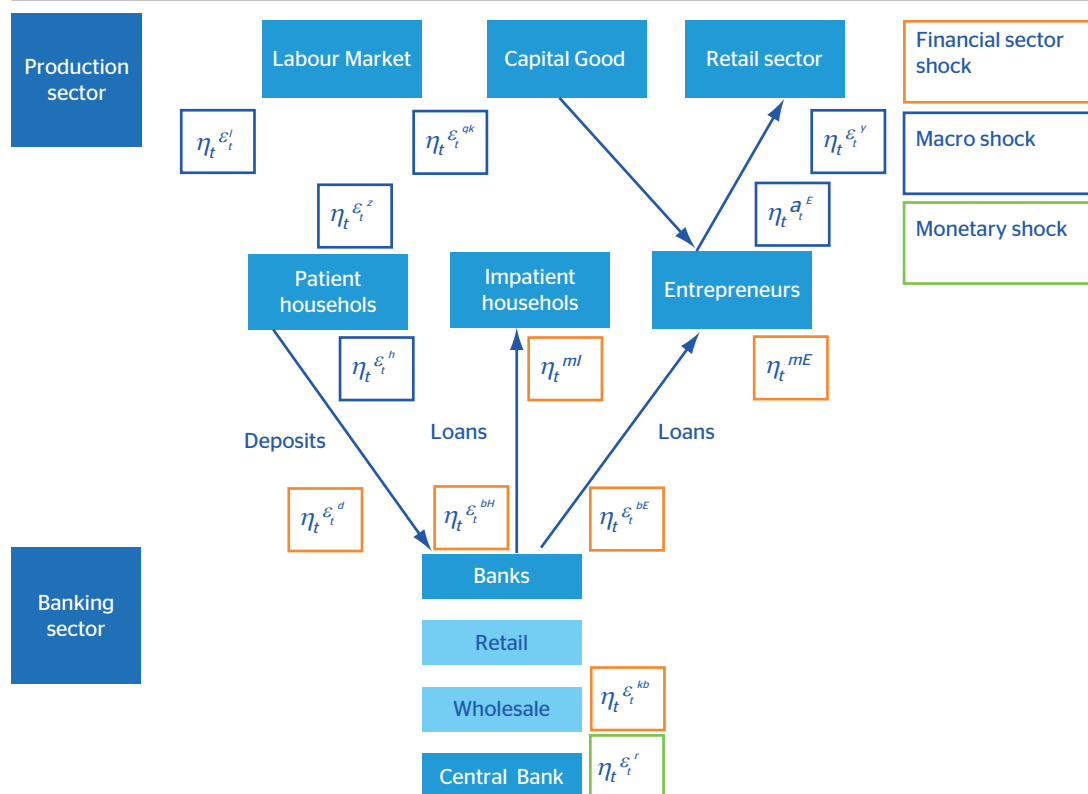 Production
sector
Labour Market
Capital Good
Retail sector
Financial sector
shock
η_t^{ε_t^l}
η_t^{ε_t^{qk}}
η_t^{ε_t^y}
Macro shock
η_t^{ε_t^z}
η_t^{a_t^E}
Monetary shock
Patient
househols
Impatient
househols
Entrepreneurs
η_t^{ε_t^h}
η_t^{mI}
η_t^{mE}
Deposits
Loans
Loans
η_t^{ε_t^d}
η_t^{ε_t^{bH}}
η_t^{ε_t^{bE}}
Banking
sector
Banks
Retail
Wholesale
η_t^{ε_t^{kb}}
Central Bank
η_t^{ε_t^r}